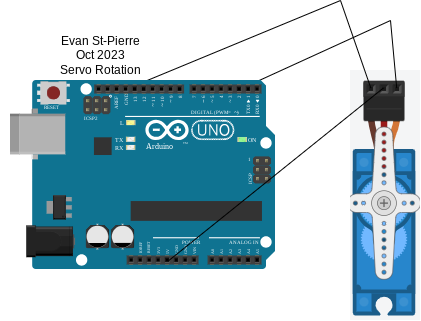 Evan St-Pierre
Oct 2023
Servo Rotation
RESET
ICSP2
AREF
GND
13
12
~11
~10
~9
8
7
~6
~5
4
~3
2
TX▸1
RX◂0
DIGITAL (PWM= ~)
L
TX
RX
UNO
Arduino
™
ON
1
ICSP
IOREF
RESET
3V3
5V
GND
GND
VIN
POWER
ANALOG IN
A0
A1
A2
A3
A4
A5